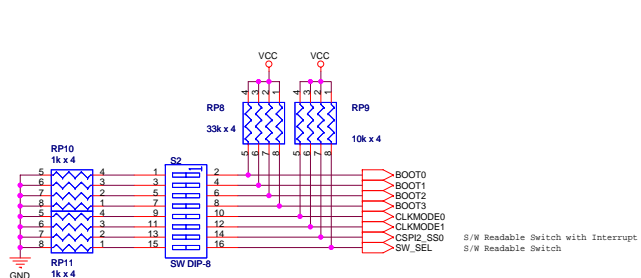 VCC VCC
4 3 2 1 4 3 2 1
RP8 RP9
33k x 4 10k x 4
5 6 7 8 5 6 7 8
RP10
1k x 4
S2
5 4 1 2 BOOT0
6 3 3 4 BOOT1
7 2 5 6 BOOT2
8 1 7 8 BOOT3
5 4 9 10 CLKMODE0
6 3 11 12 CLKMODE1
7 2 13 14 CSPI2_SS0 S/W Readable Switch with Interrupt
8 1 15 16 SW_SEL S/W Readable Switch
RP11
1k x 4
SW DIP-8
GND